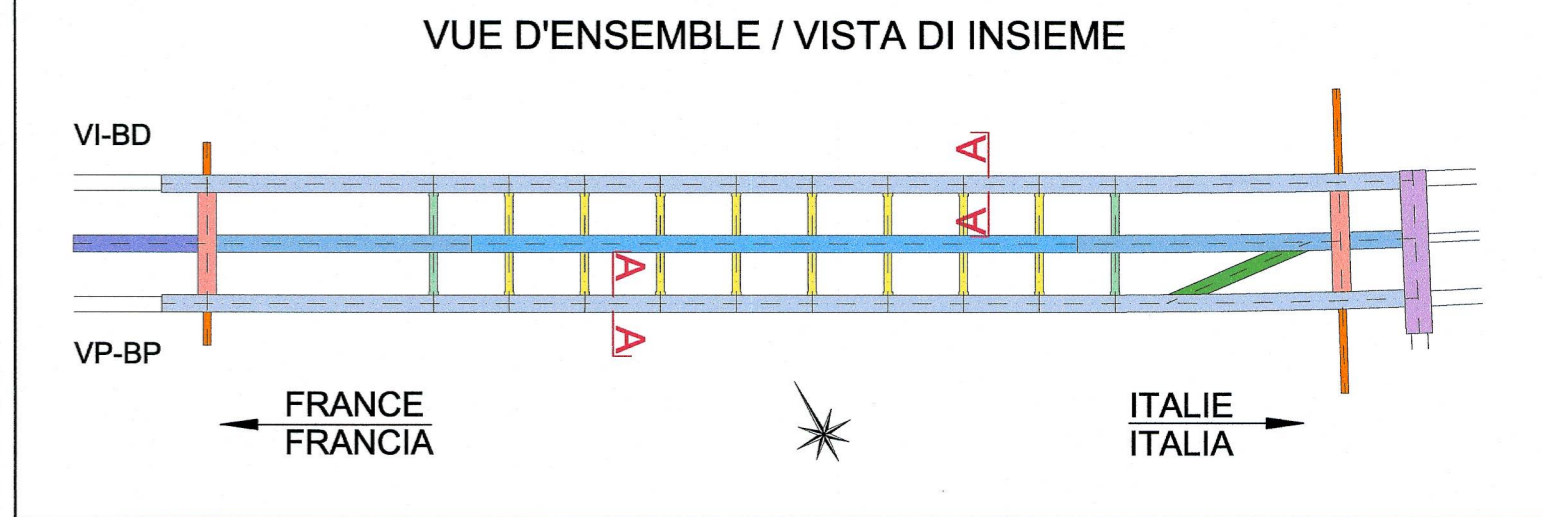 VUE D'ENSEMBLE / VISTA DI INSIEME
VI-BD
A
A
A
A
VP-BP
FRANCE
FRANCIA
ITALIE
ITALIA